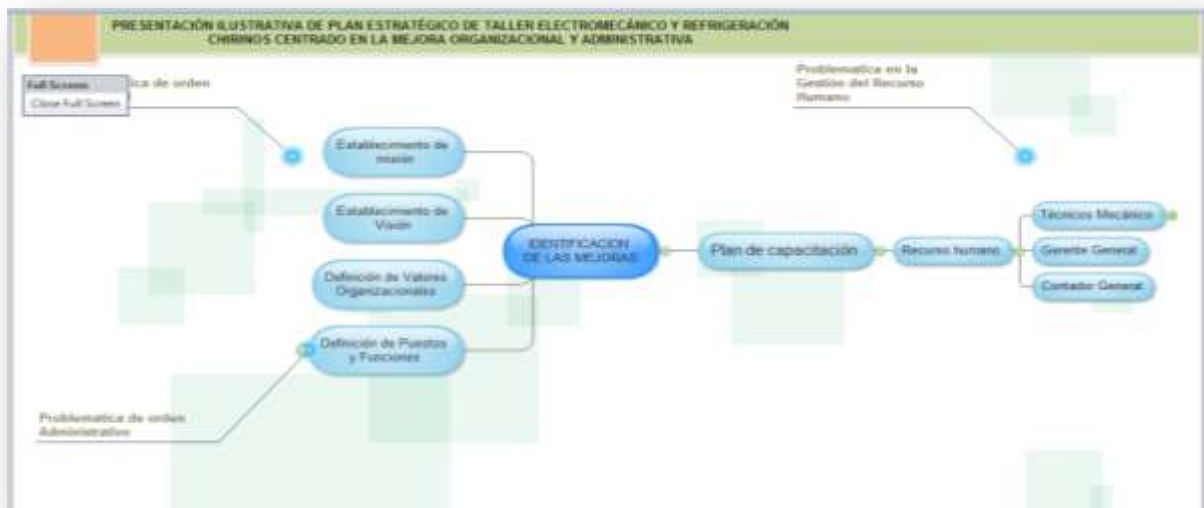 PRESENTACIÓN ILUSTRATIVA DE PLAN ESTRATÉGICO DE TALLER ELECTROMECÁNICO Y REFRIGERACIÓN
CHIRINOS CENTRADO EN LA MEJORA ORGANIZACIONAL Y ADMINISTRATIVA
Full Screen
Close Full Screen
de orden
Problematica en la
Gestión del Recurso
Humano
Establecimiento de
misión
Establecimiento de
Visión
Definición de Valores
Organizacionales
Definición de Puestos
y Funciones
IDENTIFICACION
DE LAS MEJORAS
Plan de capacitación
Recurso humano
Técnicos Mecánico
Gerente General
Contador General
Problematica de orden
Administrativo